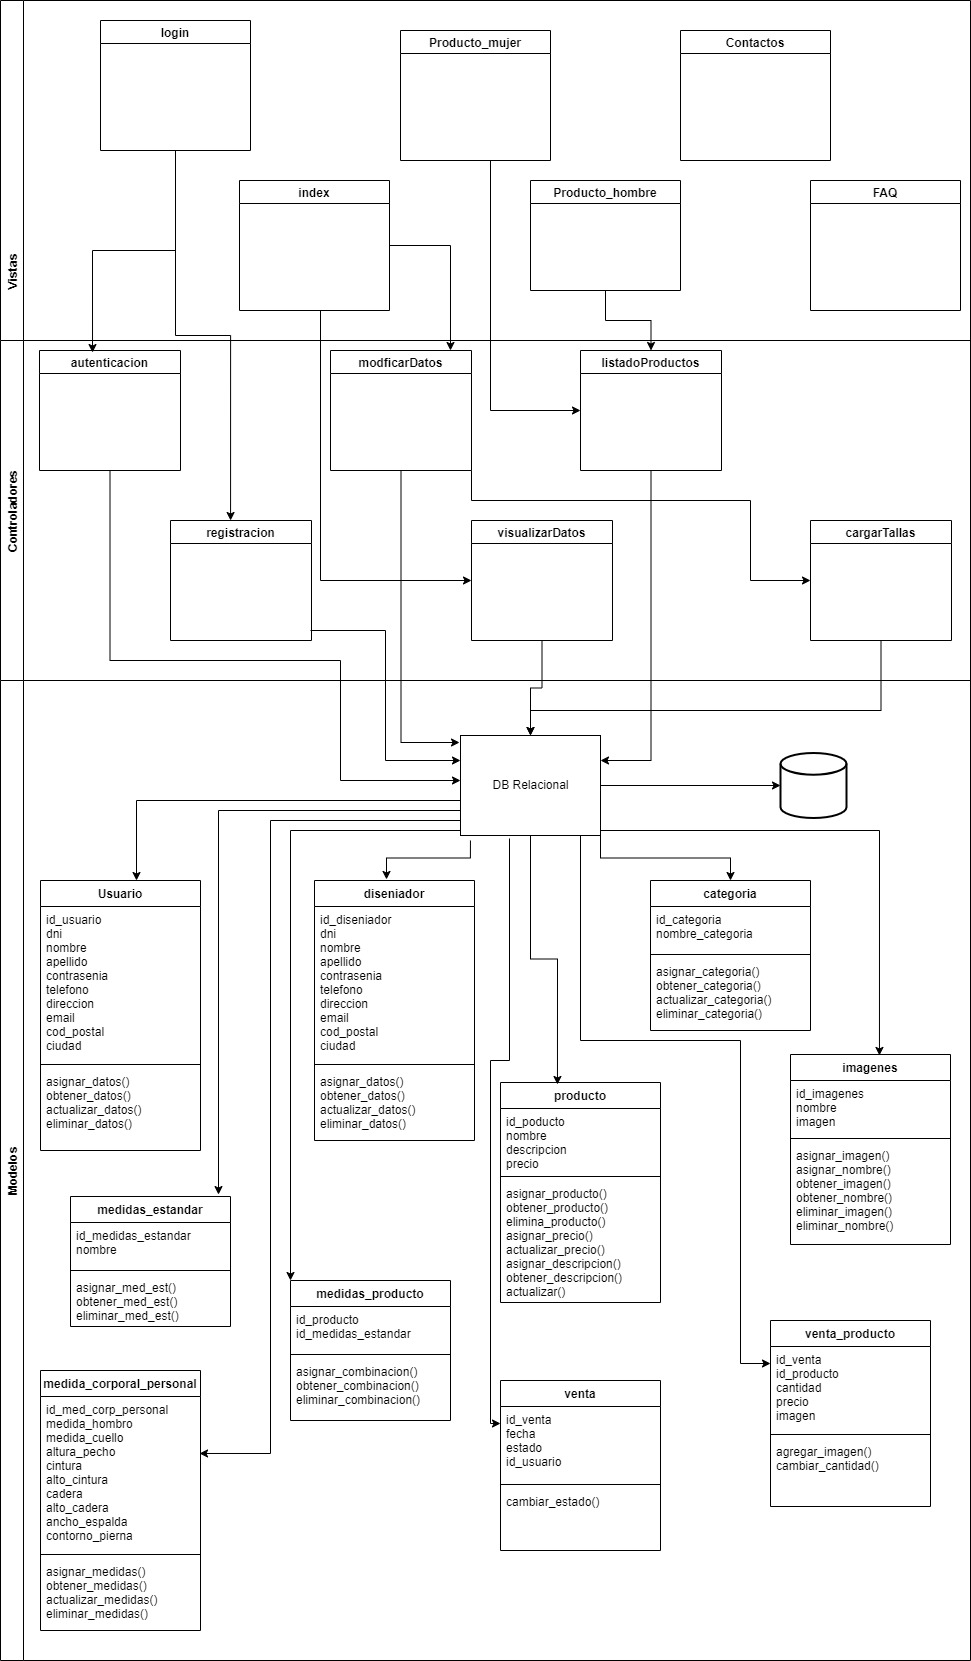 Vistas
login
Producto_mujer
Contactos
index
Producto_hombre
FAQ
Controladores
autenticacion
modficarDatos
listadoProductos
registracion
visualizarDatos
cargarTallas
Modelos
DB Relacional
Usuario
id_usuario
dni
nombre
apellido
contrasenia
telefono
direccion
email
cod_postal
ciudad
asignar_datos()
obtener_datos()
actualizar_datos()
eliminar_datos()
diseniador
id_diseniador
dni
nombre
apellido
contrasenia
telefono
direccion
email
cod_postal
ciudad
asignar_datos()
obtener_datos()
actualizar_datos()
eliminar_datos()
categoria
id_categoria
nombre_categoria
asignar_categoria()
obtener_categoria()
actualizar_categoria()
eliminar_categoria()
imagenes
id_imagenes
nombre
imagen
asignar_imagen()
asignar_nombre()
obtener_imagen()
obtener_nombre()
eliminar_imagen()
eliminar_nombre()
producto
id_poducto
nombre
descripcion
precio
asignar_producto()
obtener_producto()
elimina_producto()
asignar_precio()
actualizar_precio()
asignar_descripcion()
obtener_descripcion()
actualizar()
medidas_estandar
id_medidas_estandar
nombre
asignar_med_est()
obtener_med_est()
eliminar_med_est()
medidas_producto
id_producto
id_medidas_estandar
asignar_combinacion()
obtener_combinacion()
eliminar_combinacion()
venta_producto
id_venta
id_producto
cantidad
precio
imagen
agregar_imagen()
cambiar_cantidad()
medida_corporal_personal
id_med_corp_personal
medida_hombro
medida_cuello
altura_pecho
cintura
alto_cintura
cadera
alto_cadera
ancho_espalda
contorno_pierna
asignar_medidas()
obtener_medidas()
actualizar_medidas()
eliminar_medidas()
venta
id_venta
fecha
estado
id_usuario
cambiar_estado()